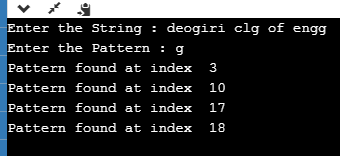 Enter the String : deogiri clg of engg
Enter the Pattern : g
Pattern found at index  3
Pattern found at index  10
Pattern found at index  17
Pattern found at index  18